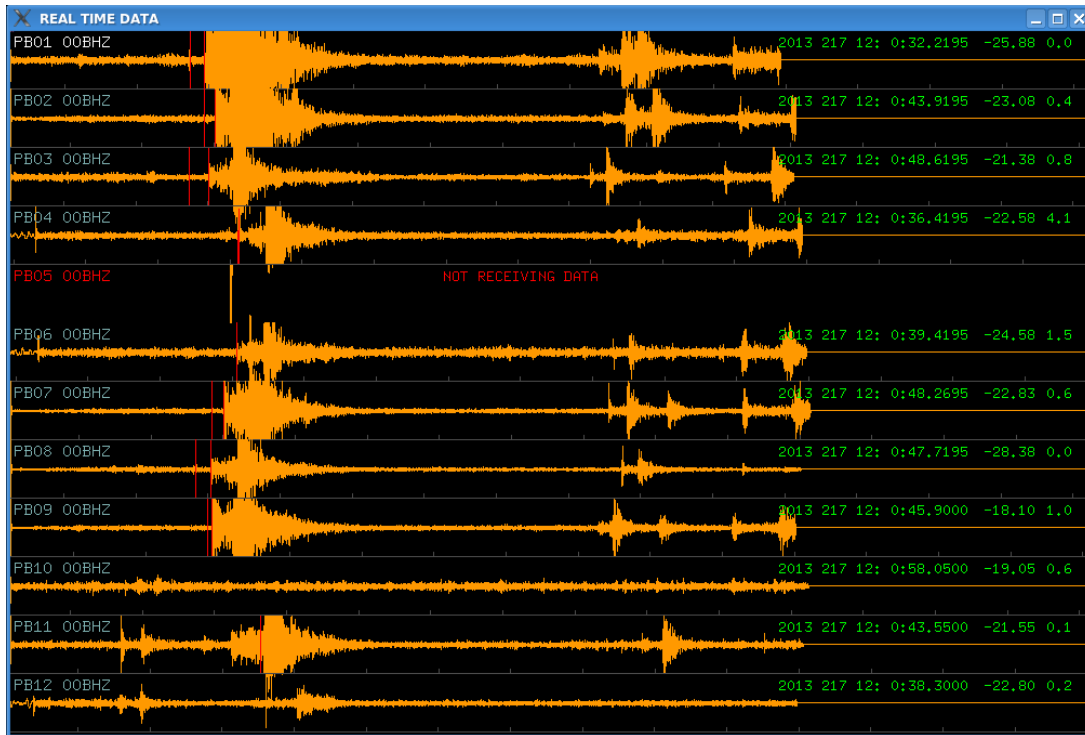 REAL TIME DATA
PB01 00BHZ 2013 217 12: 0:32.2195 -25.88 0.0
PB02 00BHZ 2013 217 12: 0:43.9195 -23.08 0.4
PB03 00BHZ 2013 217 12: 0:48.6195 -21.38 0.8
PB04 00BHZ 2013 217 12: 0:36.4195 -22.58 4.1
PB05 00BHZ NOT RECEIVING DATA
PB06 00BHZ 2013 217 12: 0:39.4195 -24.58 1.5
PB07 00BHZ 2013 217 12: 0:48.2695 -22.83 0.6
PB08 00BHZ 2013 217 12: 0:47.7195 -28.38 0.0
PB09 00BHZ 2013 217 12: 0:45.9000 -18.10 1.0
PB10 00BHZ 2013 217 12: 0:58.0500 -19.05 0.6
PB11 00BHZ 2013 217 12: 0:43.5500 -21.55 0.1
PB12 00BHZ 2013 217 12: 0:38.3000 -22.80 0.2